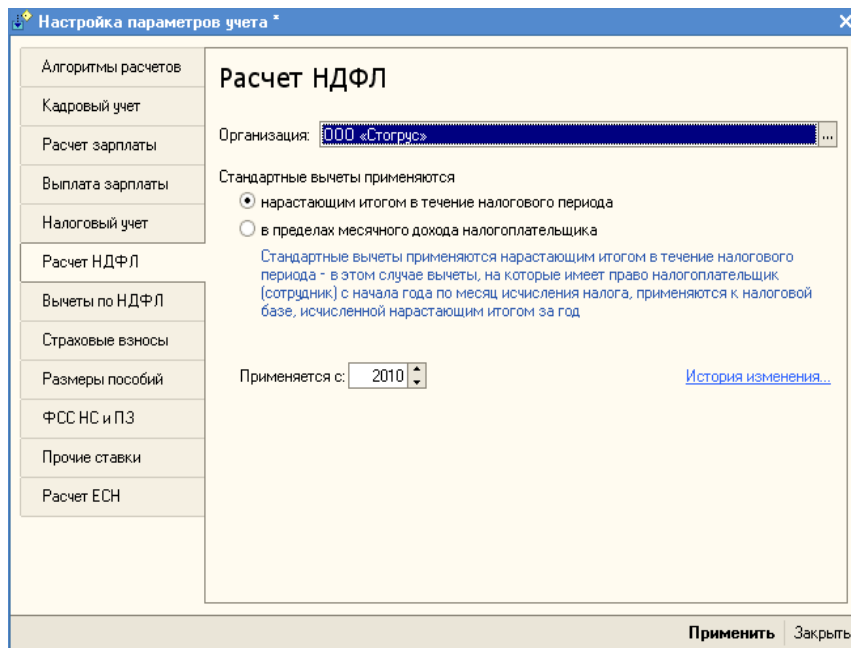 Настройка параметров учета *
Алгоритмы расчетов
Кадровый учет
Расчет зарплаты
Выплата зарплаты
Налоговый учет
Расчет НДФЛ
Вычеты по НДФЛ
Страховые взносы
Размеры пособий
ФСС НС и ПЗ
Прочие ставки
Расчет ЕСН
Расчет НДФЛ
Организация: ООО «Стогрус» ...
Стандартные вычеты применяются
нарастающим итогом в течение налогового периода
в пределах месячного дохода налогоплательщика
Стандартные вычеты применяются нарастающим итогом в течение налогового
периода - в этом случае вычеты, на которые имеет право налогоплательщик
(сотрудник) с начала года по месяц исчисления налога, применяются к налоговой
базе, исчисленной нарастающим итогом за год
Применяется с: 2010
История изменения...
Применить Закрыть